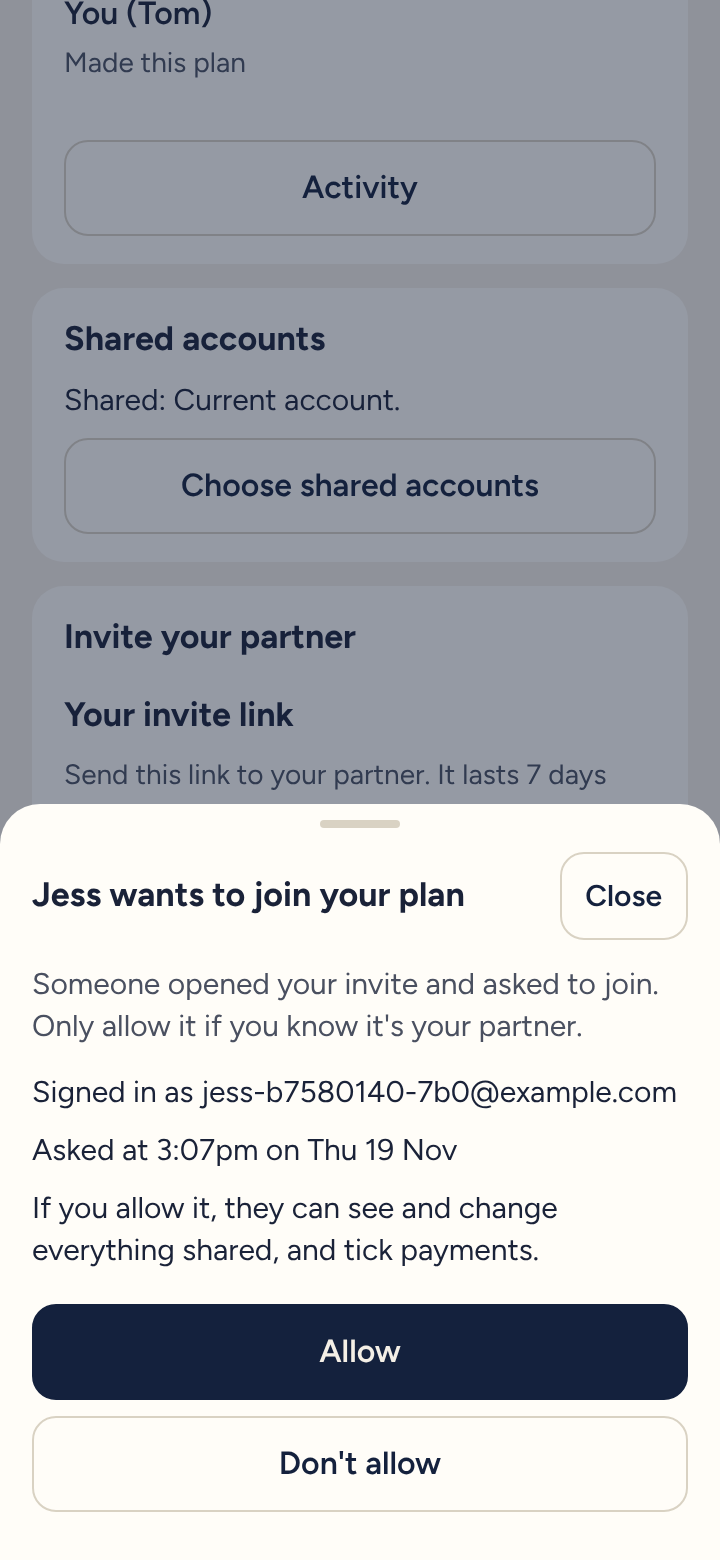 You (Tom)
Made this plan
Activity
Shared accounts
Shared: Current account.
Choose shared accounts
Invite your partner
Your invite link
Send this link to your partner. It lasts 7 days
Jess wants to join your plan
Close
Someone opened your invite and asked to join.
Only allow it if you know it's your partner.
Signed in as jess-b7580140-7b0@example.com
Asked at 3:07pm on Thu 19 Nov
If you allow it, they can see and change
everything shared, and tick payments.
Allow
Don't allow